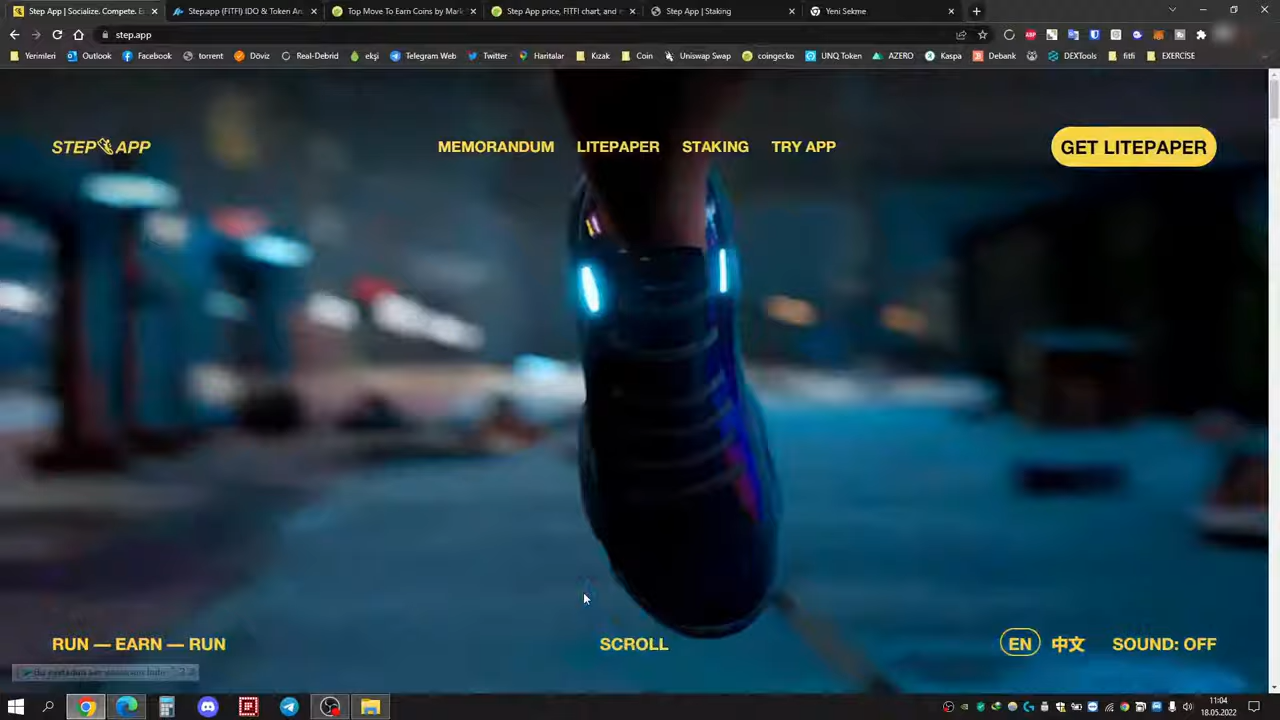 Step App | Socialize. Compete. E
Step.app (FITFI) IDO & Token An
Top Move To Earn Coins by Mark
Step App price, FITFI chart, and m
Step App | Staking
Yeni Sekme
step.app
Yerimleri
Outlook
Facebook
torrent
Döviz
Real-Debrid
ekşi
Telegram Web
Twitter
Haritalar
Kızak
Coin
Uniswap Swap
coingecko
UNQ Token
AZERO
Kaspa
Debank
DEXTools
fitfi
EXERCISE
STEP APP
MEMORANDUM
LITEPAPER
STAKING
TRY APP
GET LITEPAPER
RUN — EARN — RUN
SCROLL
EN
中文
SOUND: OFF
11:04
18.05.2022